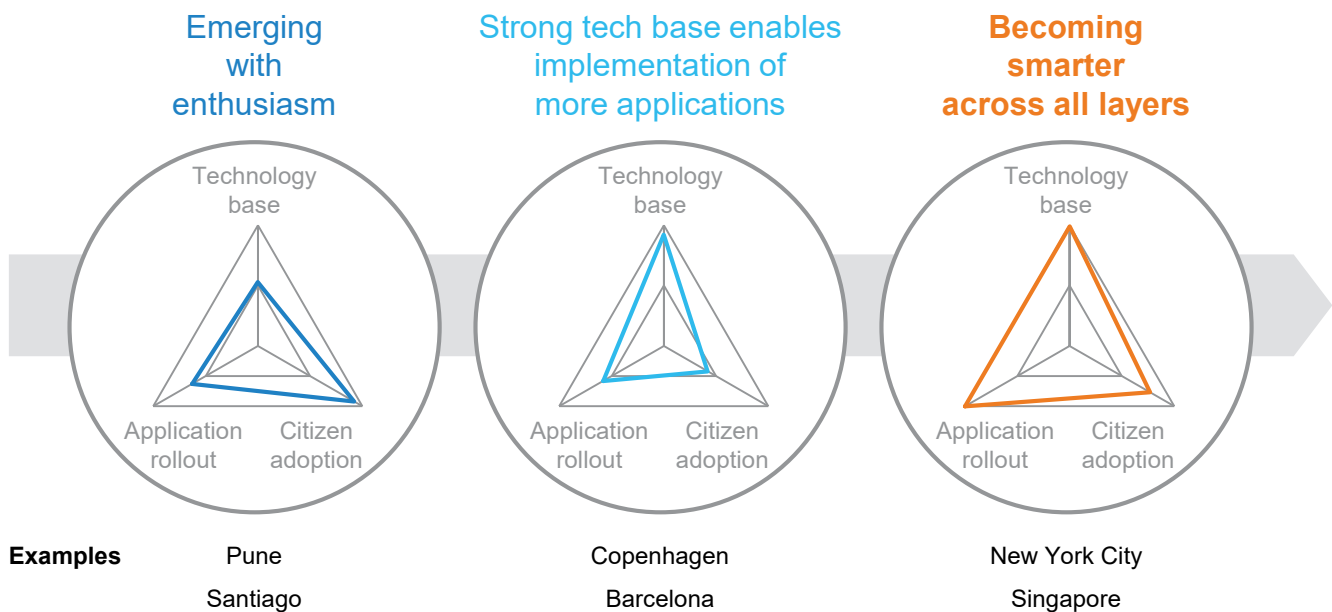 Emerging
with
enthusiasm
Strong tech base enables
implementation of
more applications
Becoming
smarter
across all layers
Technology
base
Application
rollout
Citizen
adoption
Technology
base
Application
rollout
Citizen
adoption
Technology
base
Application
rollout
Citizen
adoption
Examples
Pune
Copenhagen
New York City
Santiago
Barcelona
Singapore